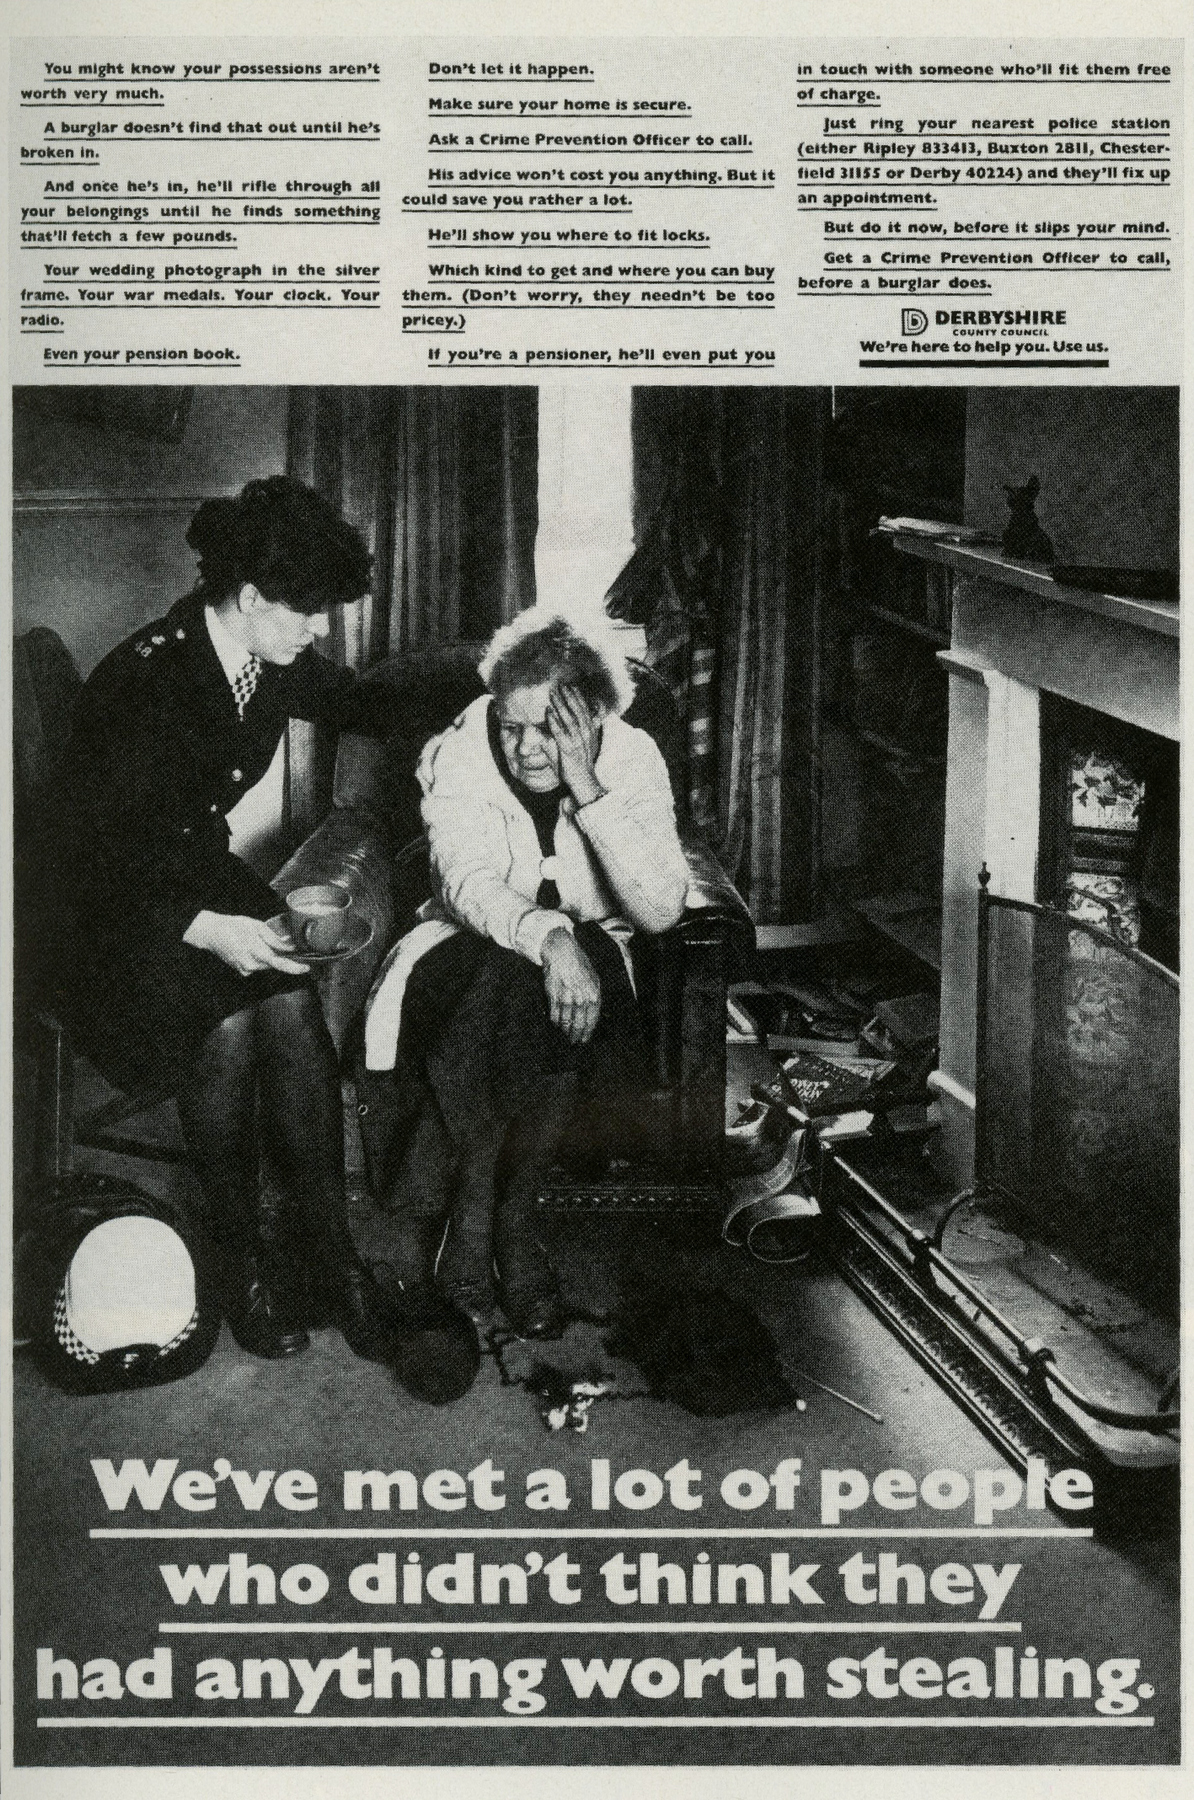 You might know your possessions aren't
worth very much.
A burglar doesn't find that out until he's
broken in.
And once he's in, he'll rifle through all
your belongings until he finds something
that'll fetch a few pounds.
Your wedding photograph in the silver
frame. Your war medals. Your clock. Your
radio.
Even your pension book.
Don't let it happen.
Make sure your home is secure.
Ask a Crime Prevention Officer to call.
His advice won't cost you anything. But it
could save you rather a lot.
He'll show you where to fit locks.
Which kind to get and where you can buy
them. (Don't worry, they needn't be too
pricey.)
If you're a pensioner, he'll even put you
in touch with someone who'll fit them free
of charge.
Just ring your nearest police station
(either Ripley 833413, Buxton 2811, Chester-
field 31155 or Derby 40224) and they'll fix up
an appointment.
But do it now, before it slips your mind.
Get a Crime Prevention Officer to call,
before a burglar does.
DERBYSHIRE
COUNTY COUNCIL
We're here to help you. Use us.
We've met a lot of people
who didn't think they
had anything worth stealing.